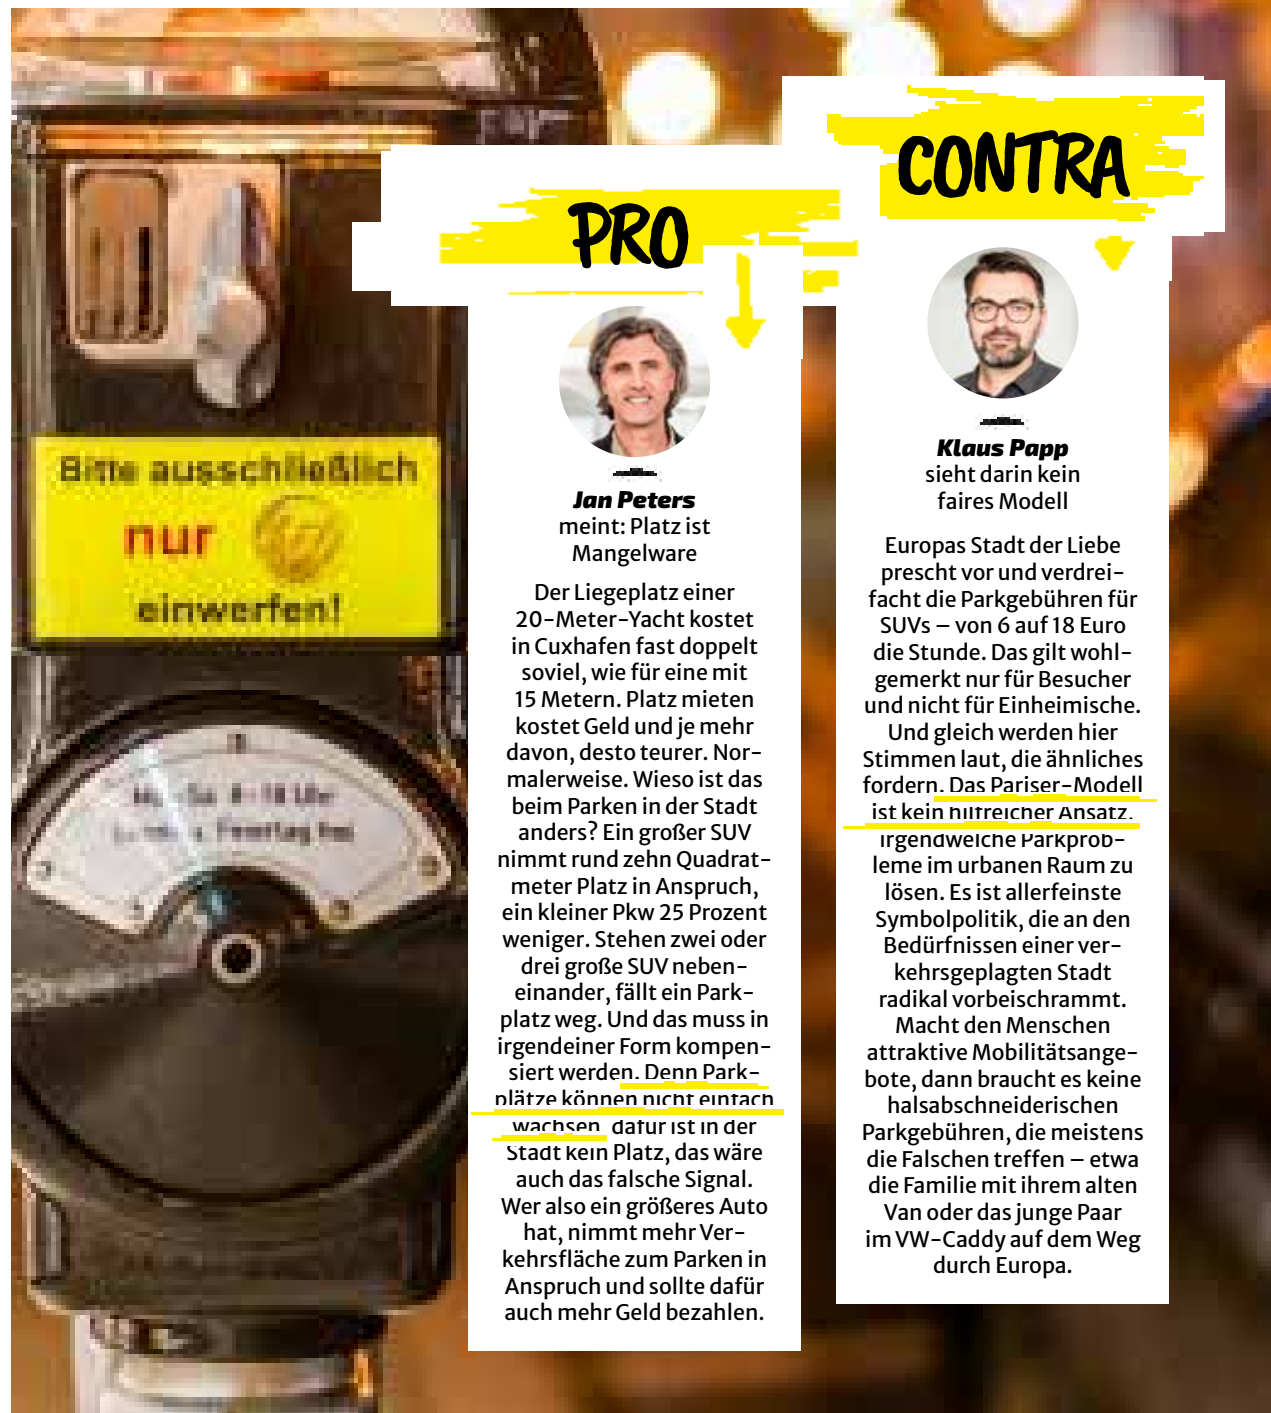 Bitte ausschließlich
nur
einwerfen!
PRO
Jan Peters
meint: Platz ist
Mangelware
Der Liegeplatz einer
20-Meter-Yacht kostet
in Cuxhafen fast doppelt
soviel, wie für eine mit
15 Metern. Platz mieten
kostet Geld und je mehr
davon, desto teurer. Nor-
malerweise. Wieso ist das
beim Parken in der Stadt
anders? Ein großer SUV
nimmt rund zehn Quadrat-
meter Platz in Anspruch,
ein kleiner Pkw 25 Prozent
weniger. Stehen zwei oder
drei große SUV neben-
einander, fällt ein Park-
platz weg. Und das muss in
irgendeiner Form kompen-
siert werden. Denn Park-
plätze können nicht einfach
wachsen, dafür ist in der
Stadt kein Platz, das wäre
auch das falsche Signal.
Wer also ein größeres Auto
hat, nimmt mehr Ver-
kehrsfläche zum Parken in
Anspruch und sollte dafür
auch mehr Geld bezahlen.
CONTRA
Klaus Papp
sieht darin kein
faires Modell
Europas Stadt der Liebe
prescht vor und verdrei-
facht die Parkgebühren für
SUVs – von 6 auf 18 Euro
die Stunde. Das gilt wohl-
gemerkt nur für Besucher
und nicht für Einheimische.
Und gleich werden hier
Stimmen laut, die ähnliches
fordern. Das Pariser-Modell
ist kein hilfreicher Ansatz,
irgendwelche Parkprob-
leme im urbanen Raum zu
lösen. Es ist allerfeinste
Symbolpolitik, die an den
Bedürfnissen einer ver-
kehrsgeplagten Stadt
radikal vorbeischrammt.
Macht den Menschen
attraktive Mobilitätsange-
bote, dann braucht es keine
halsabschneiderischen
Parkgebühren, die meistens
die Falschen treffen – etwa
die Familie mit ihrem alten
Van oder das junge Paar
im VW-Caddy auf dem Weg
durch Europa.